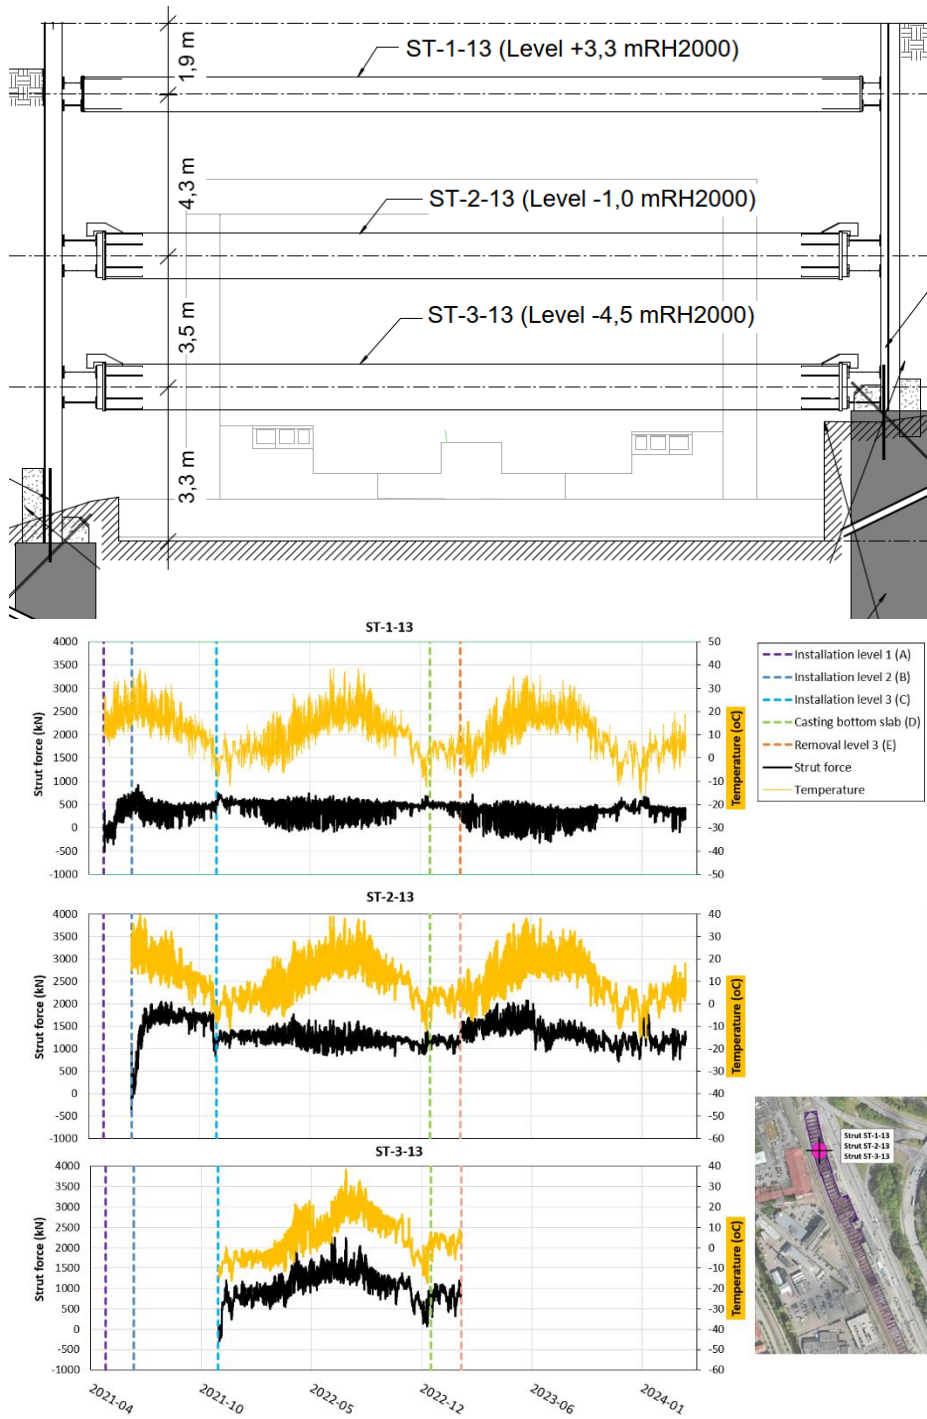 ST-1-13 (Level +3,3 mRH2000)
1,9 m
4,3 m
ST-2-13 (Level -1,0 mRH2000)
3,5 m
ST-3-13 (Level -4,5 mRH2000)
3,3 m
ST-1-13
4000
3500
3000
2500
2000
1500
1000
500
0
-500
-1000
Strut force (kN)
50
40
30
20
10
0
-10
-20
-30
-40
-50
Temperature (oC)
Installation level 1 (A)
Installation level 2 (B)
Installation level 3 (C)
Casting bottom slab (D)
Removal level 3 (E)
Strut force
Temperature
ST-2-13
4000
3500
3000
2500
2000
1500
1000
500
0
-500
-1000
Strut force (kN)
40
30
20
10
0
-10
-20
-30
-40
-50
-60
Temperature (oC)
ST-3-13
4000
3500
3000
2500
2000
1500
1000
500
0
-500
-1000
Strut force (kN)
40
30
20
10
0
-10
-20
-30
-40
-50
-60
Temperature (oC)
2021-04
2021-10
2022-05
2022-12
2023-06
2024-01
Strut ST-1-13
Strut ST-2-13
Strut ST-3-13